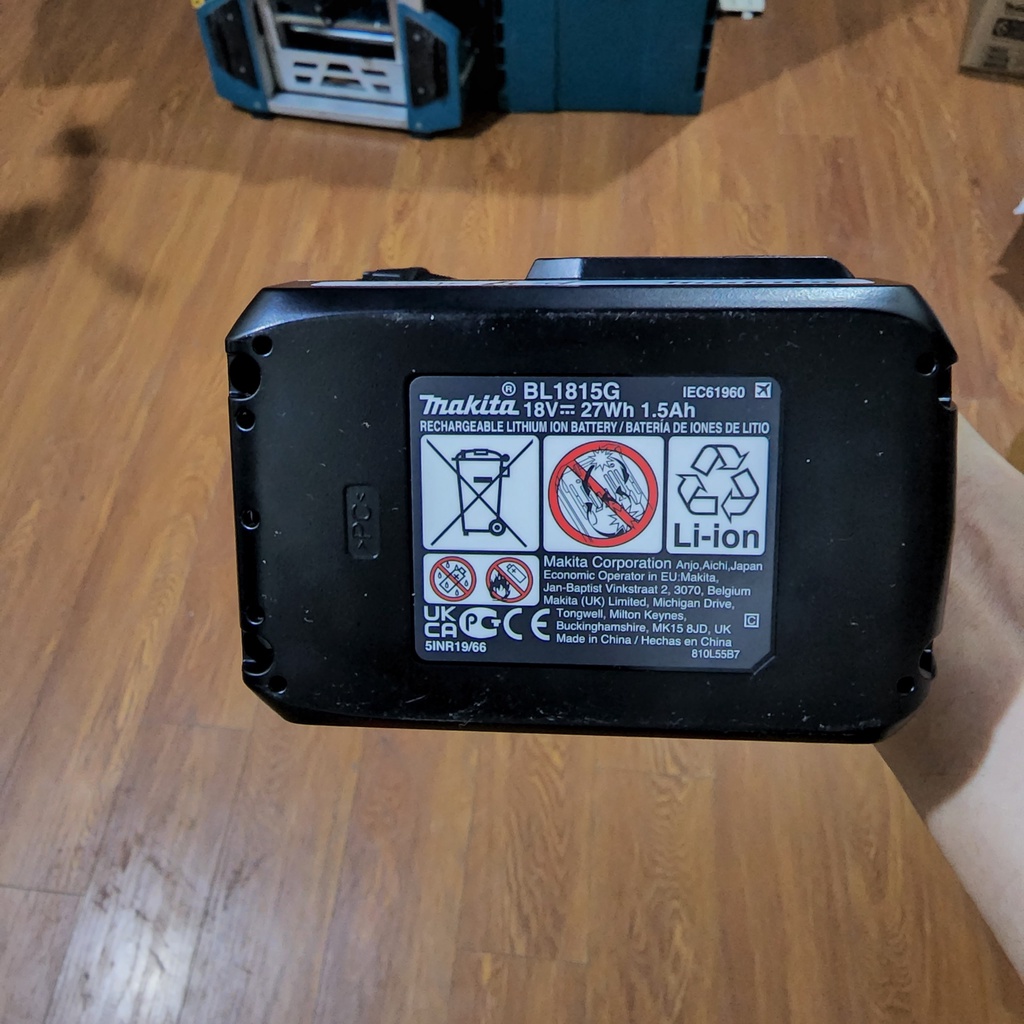 makita® BL1815G IEC61960
18V⎓ 27Wh 1.5Ah
RECHARGEABLE LITHIUM ION BATTERY / BATERÍA DE IONES DE LITIO
Li-ion
>PC<
Makita Corporation Anjo,Aichi,Japan
Economic Operator in EU:Makita,
Jan-Baptist Vinkstraat 2, 3070, Belgium
Makita (UK) Limited, Michigan Drive,
Tongwell, Milton Keynes,
Buckinghamshire, MK15 8JD, UK
Made in China / Hechas en China
UK
CA
PCT CE
C
5INR19/66
810L55B7